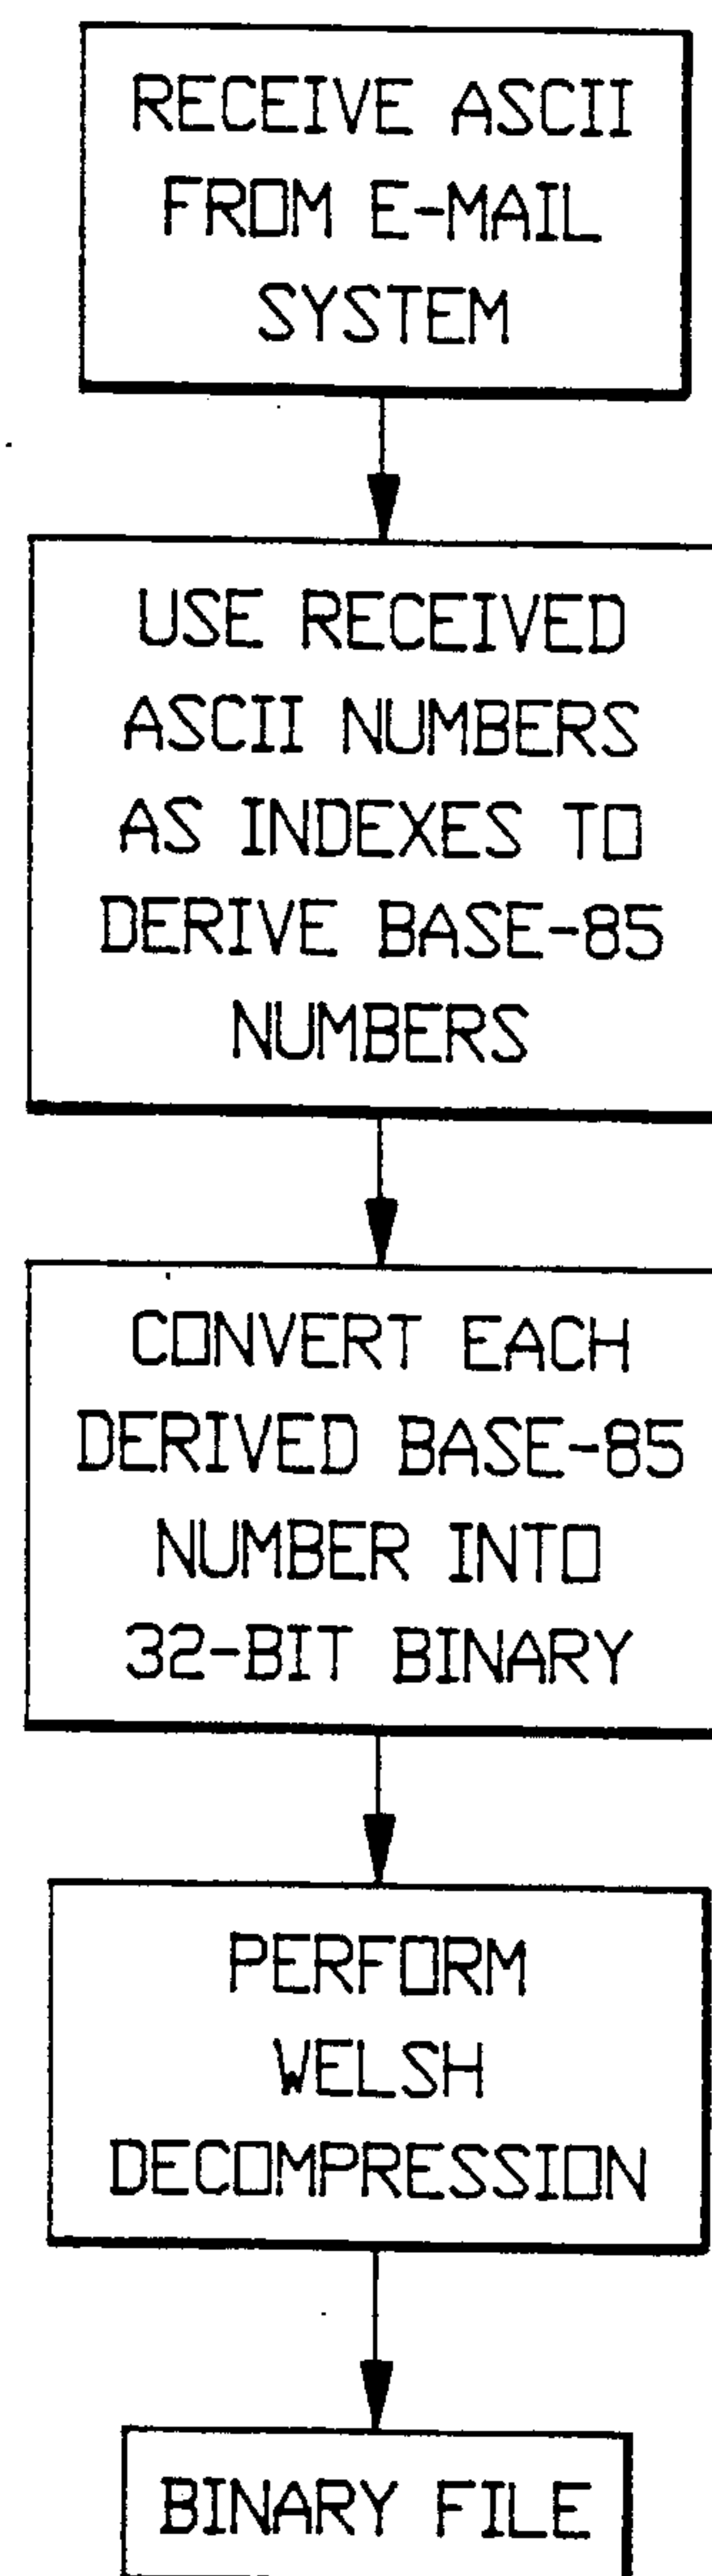 RECEIVE ASCII
FROM E-MAIL
SYSTEM
USE RECEIVED
ASCII NUMBERS
AS INDEXES TO
DERIVE BASE-85
NUMBERS
CONVERT EACH
DERIVED BASE-85
NUMBER INTO
32-BIT BINARY
PERFORM
WELSH
DECOMPRESSION
BINARY FILE